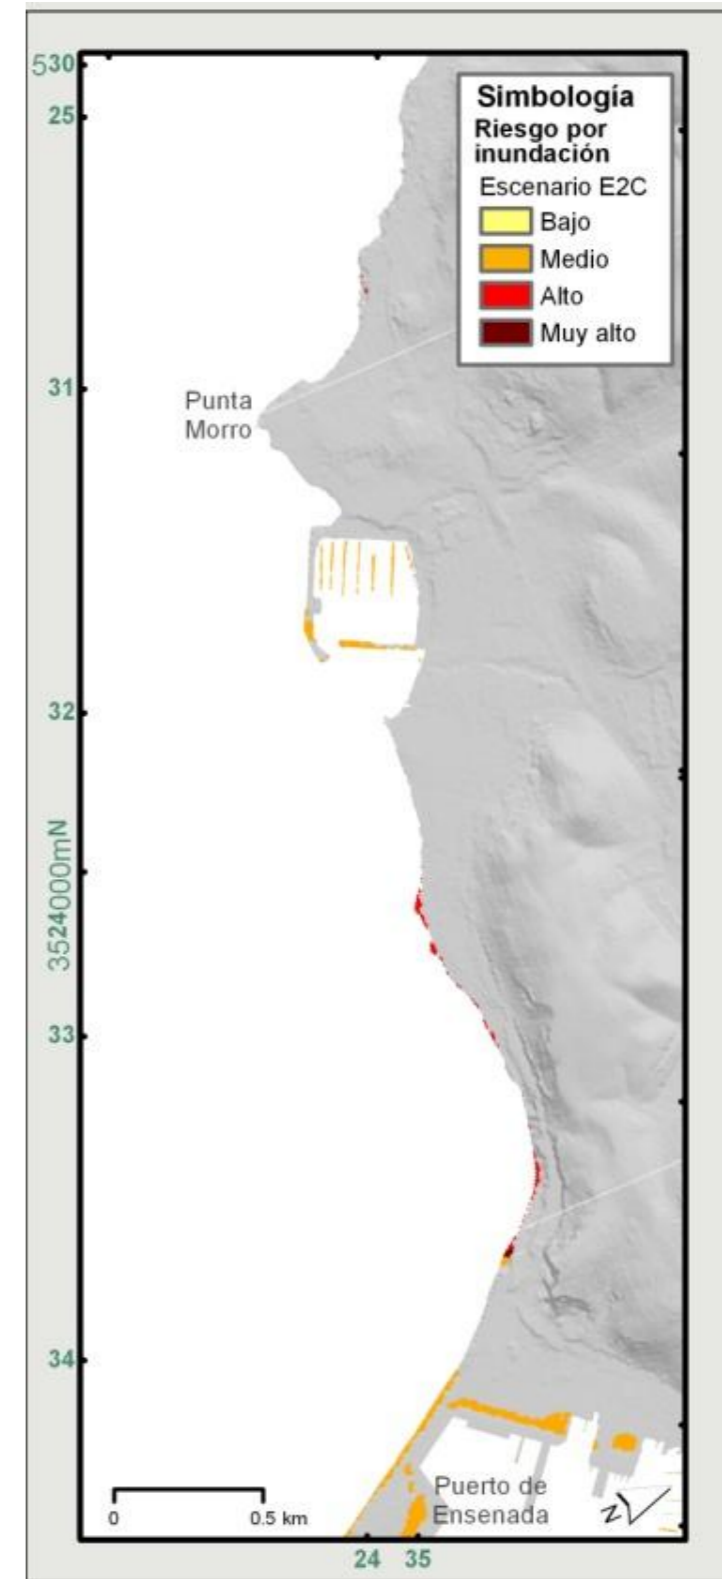 530
25
Simbología
Riesgo por
inundación
Escenario E2C
Bajo
Medio
Alto
Muy alto
31
Punta
Morro
32
3524000mN
33
34
Puerto de
Ensenada
N
0
0.5 km
24
35